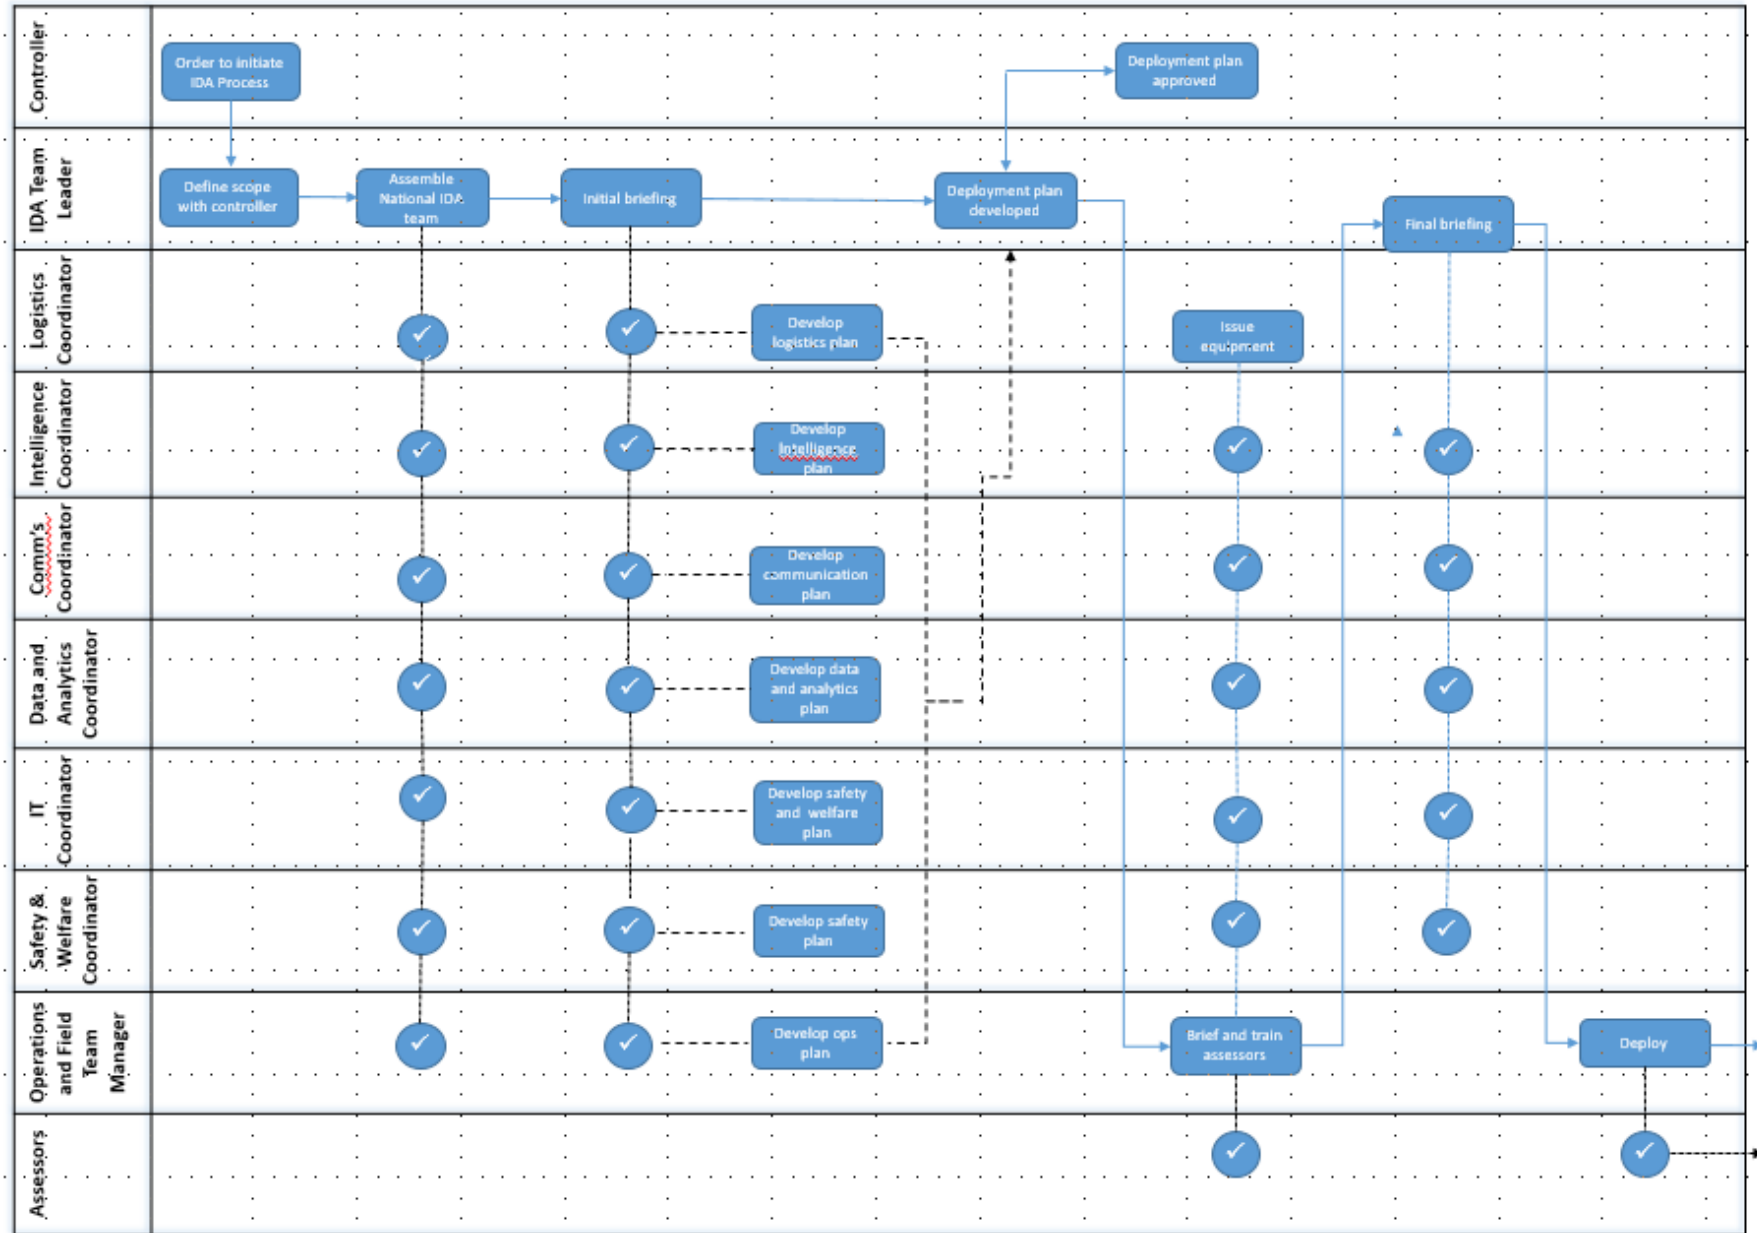 Controller
Order to initiate
IDA Process
Deployment plan
approved
IDA Team
Leader
Define scope
with controller
Assemble
National IDA
team
Initial briefing
Deployment plan
developed
Final briefing
Logistics
Coordinator
Develop
logistics plan
Issue
equipment
Intelligence
Coordinator
Develop
Intelligence
plan
Comm's
Coordinator
Develop
communication
plan
Data and
Analytics
Coordinator
Develop data
and analytics
plan
IT
Coordinator
Develop safety
and welfare
plan
Safety &
Welfare
Coordinator
Develop safety
plan
Operations
and Field
Team
Manager
Develop ops
plan
Brief and train
assessors
Deploy
Assessors